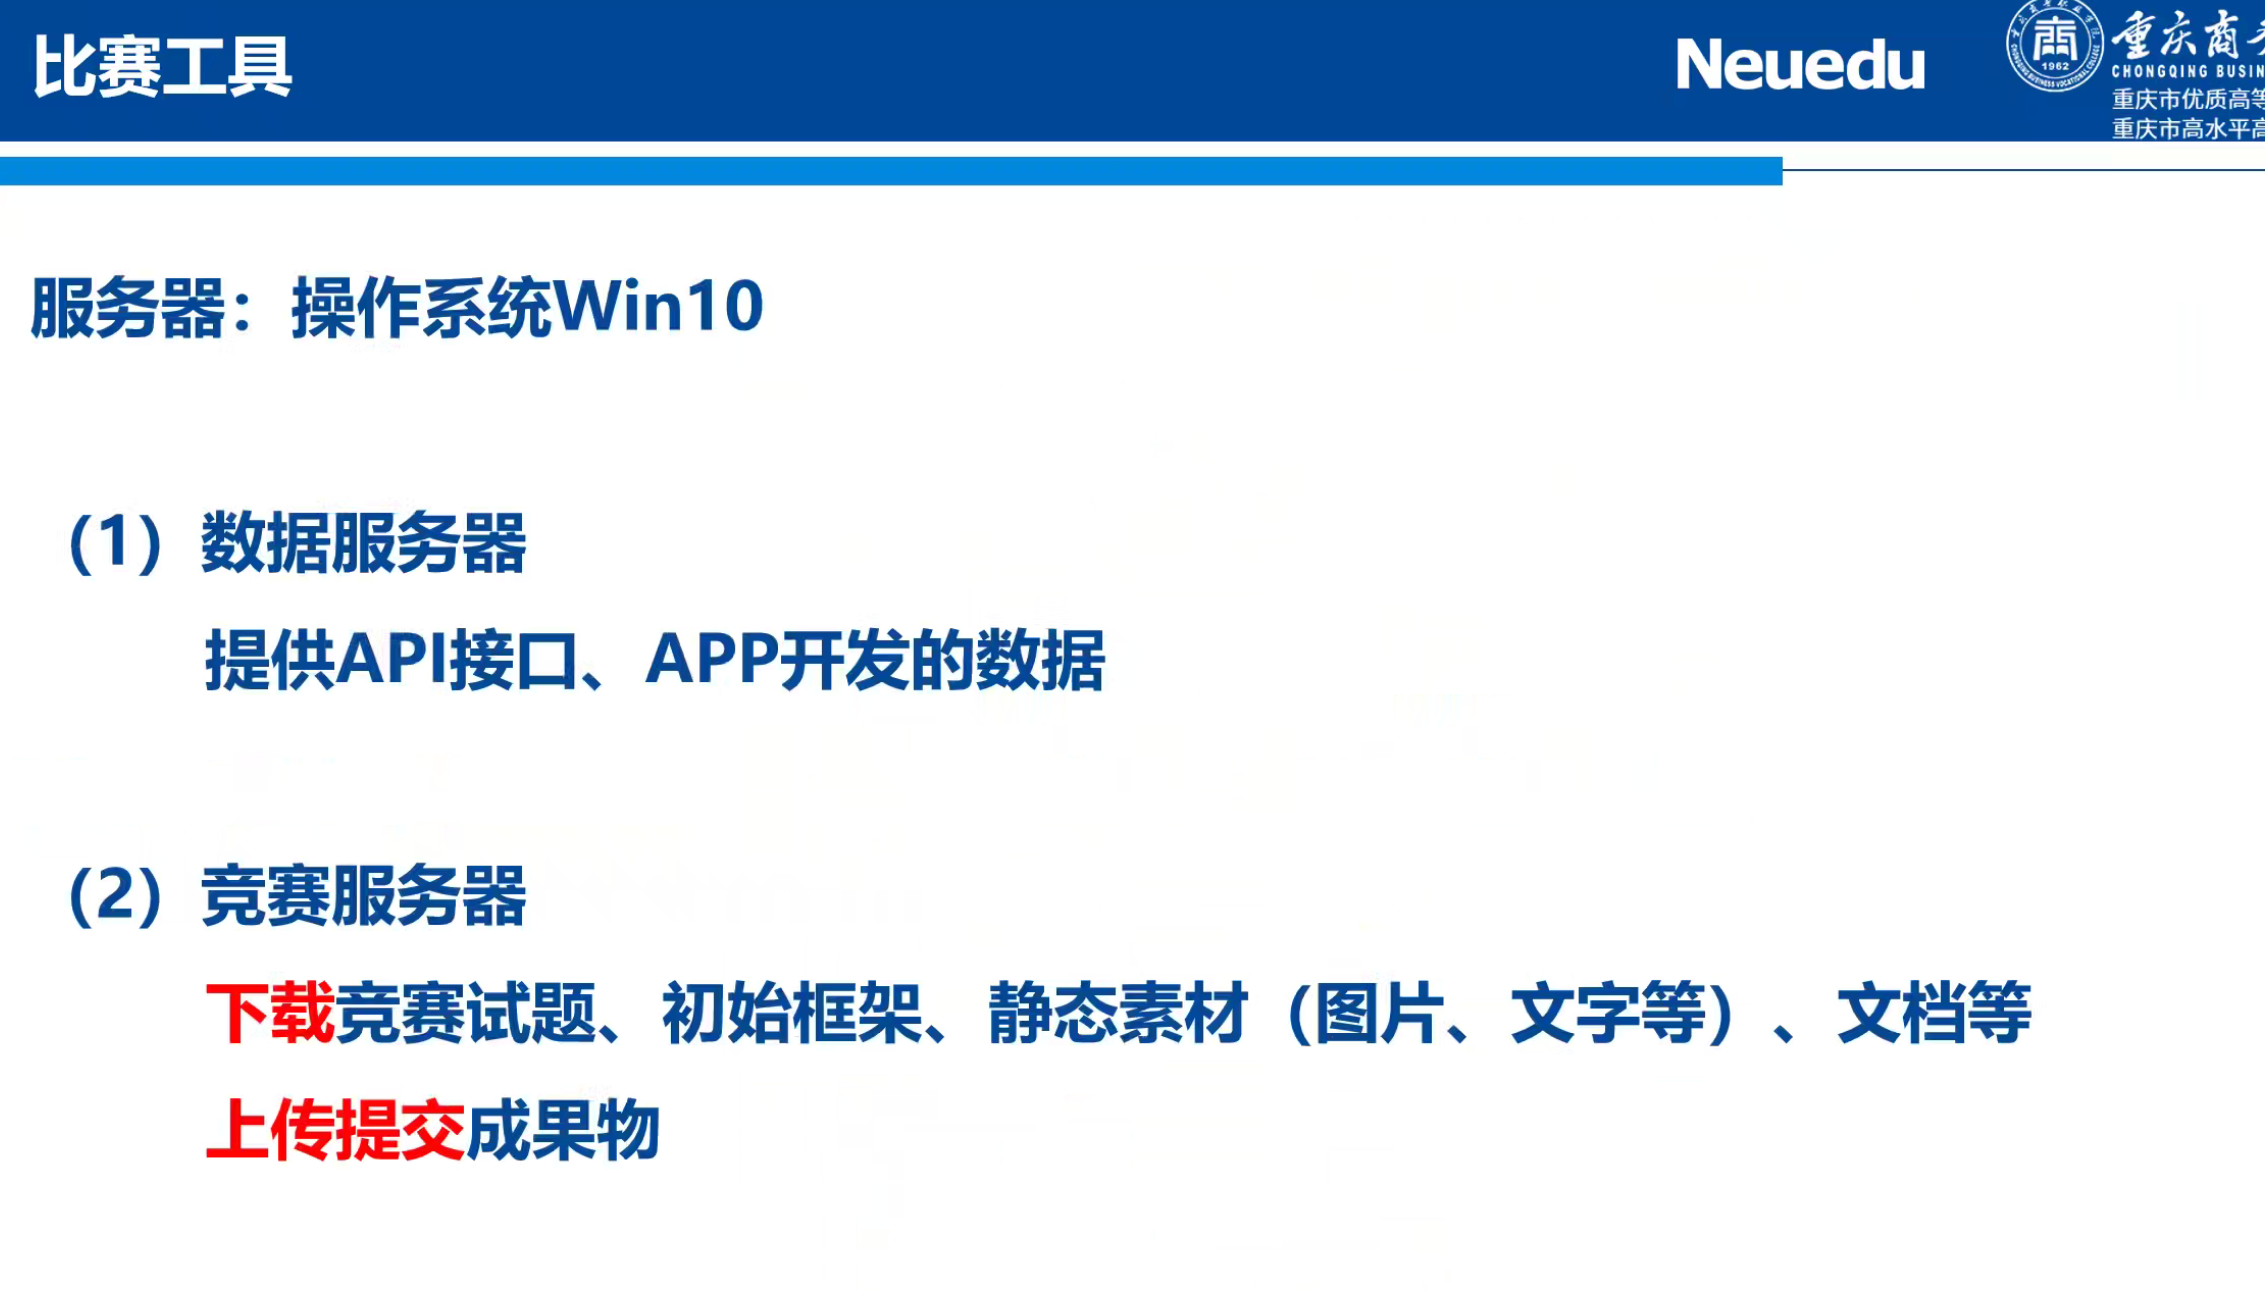 比赛工具
Neuedu
重庆商
CHONGQING BUSIN
重庆市优质高等
重庆市高水平高
1962
服务器：操作系统Win10
（1）数据服务器
提供API接口、APP开发的数据
（2）竞赛服务器
下载竞赛试题、初始框架、静态素材（图片、文字等）、文档等
上传提交成果物